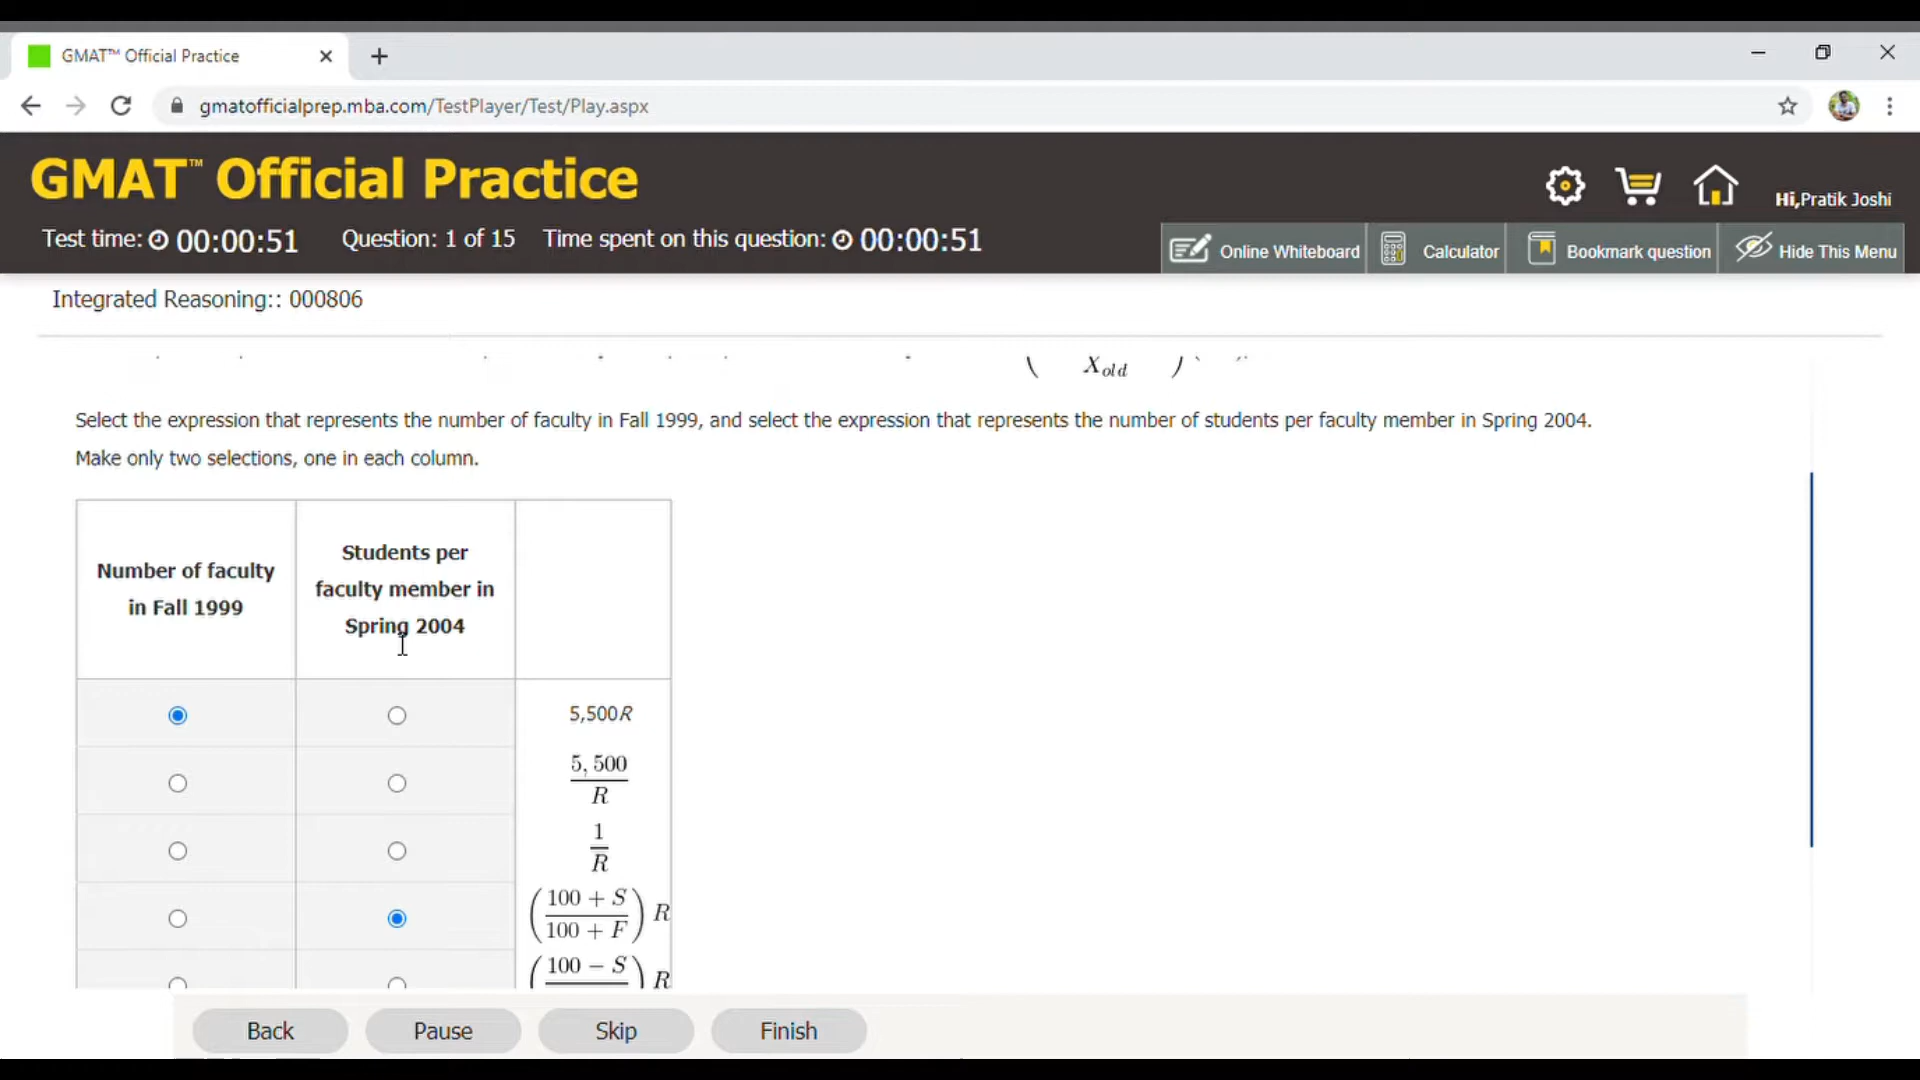 GMAT™ Official Practice
gmatofficialprep.mba.com/TestPlayer/Test/Play.aspx
GMAT™ Official Practice
Hi,Pratik Joshi
Test time: 00:00:51 Question: 1 of 15 Time spent on this question: 00:00:51
Online Whiteboard Calculator Bookmark question Hide This Menu
Integrated Reasoning:: 000806
X_old
Select the expression that represents the number of faculty in Fall 1999, and select the expression that represents the number of students per faculty member in Spring 2004.
Make only two selections, one in each column.
Number of faculty
in Fall 1999
Students per
faculty member in
Spring 2004
5,500R
5,500
R
1
R
(100 + S
100 + F) R
(100 − S) R
Back Pause Skip Finish